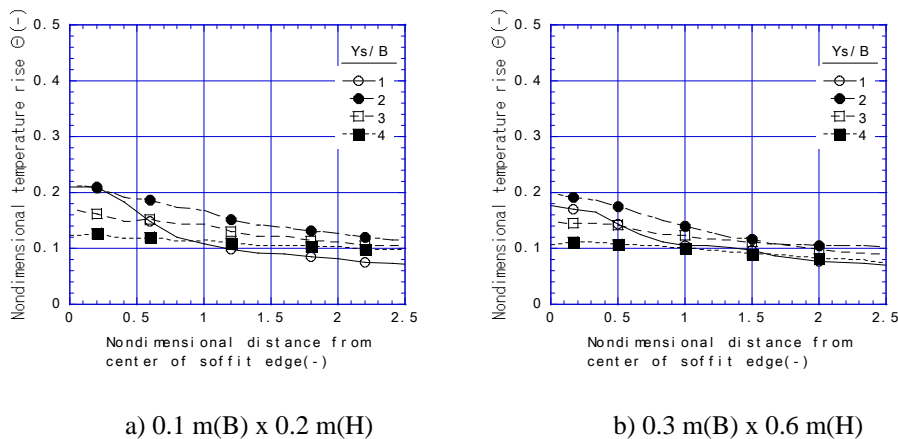 Nondimensional temperature rise Θ(-)
0.5
0.4
0.3
0.2
0.1
0
Ys/B
1
2
3
4
0 0.5 1 1.5 2 2.5
Nondimensional distance from
center of soffit edge(-)
a) 0.1 m(B) x 0.2 m(H)
Nondimensional temperature rise Θ(-)
0.5
0.4
0.3
0.2
0.1
0
Ys/B
1
2
3
4
0 0.5 1 1.5 2 2.5
Nondimensional distance from
center of soffit edge(-)
b) 0.3 m(B) x 0.6 m(H)